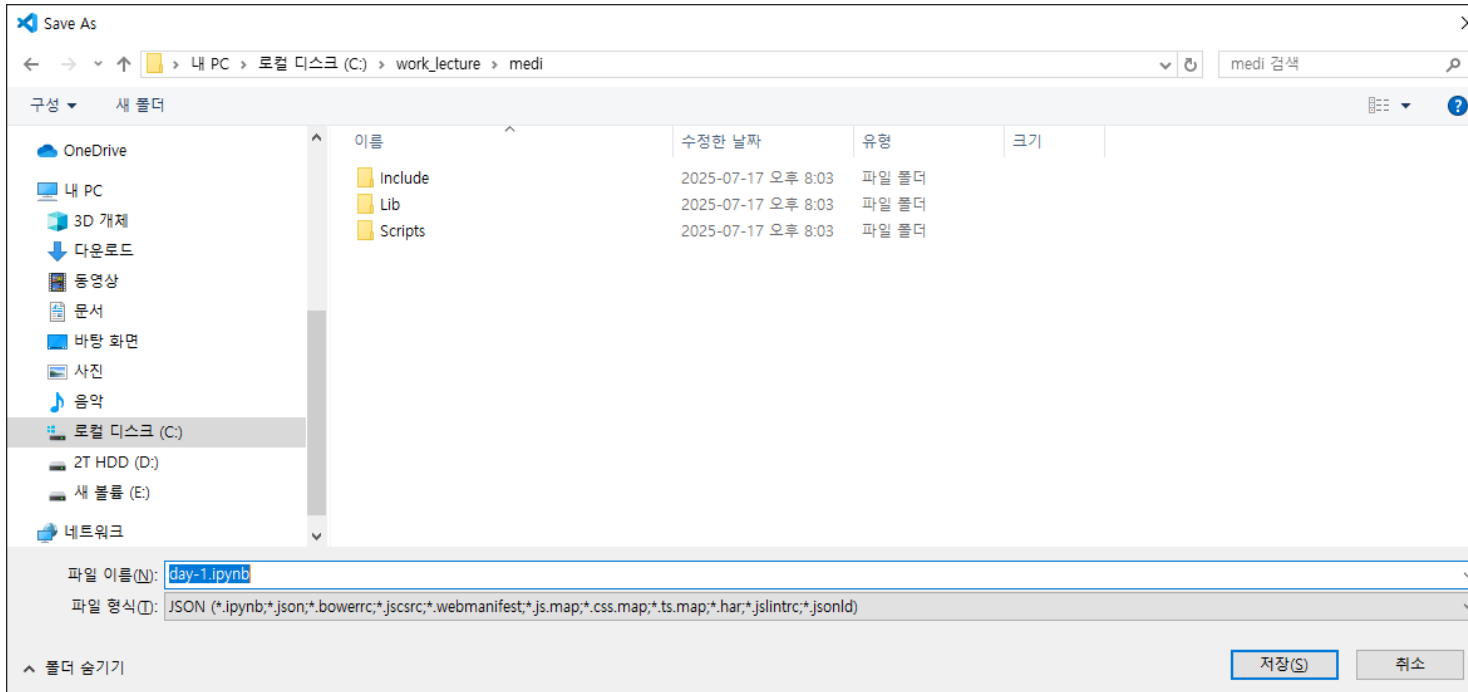 Save As
내 PC › 로컬 디스크 (C:) › work_lecture › medi
medi 검색
구성 새 폴더
OneDrive
내 PC
3D 개체
다운로드
동영상
문서
바탕 화면
사진
음악
로컬 디스크 (C:)
2T HDD (D:)
새 볼륨 (E:)
네트워크
이름 수정한 날짜 유형 크기
Include 2025-07-17 오후 8:03 파일 폴더
Lib 2025-07-17 오후 8:03 파일 폴더
Scripts 2025-07-17 오후 8:03 파일 폴더
파일 이름(N): day-1.ipynb
파일 형식(T): JSON (*.ipynb;*.json;*.bowerrc;*.jscsrc;*.webmanifest;*.js.map;*.css.map;*.ts.map;*.har;*.jslintrc;*.jsonld)
폴더 숨기기
저장(S) 취소